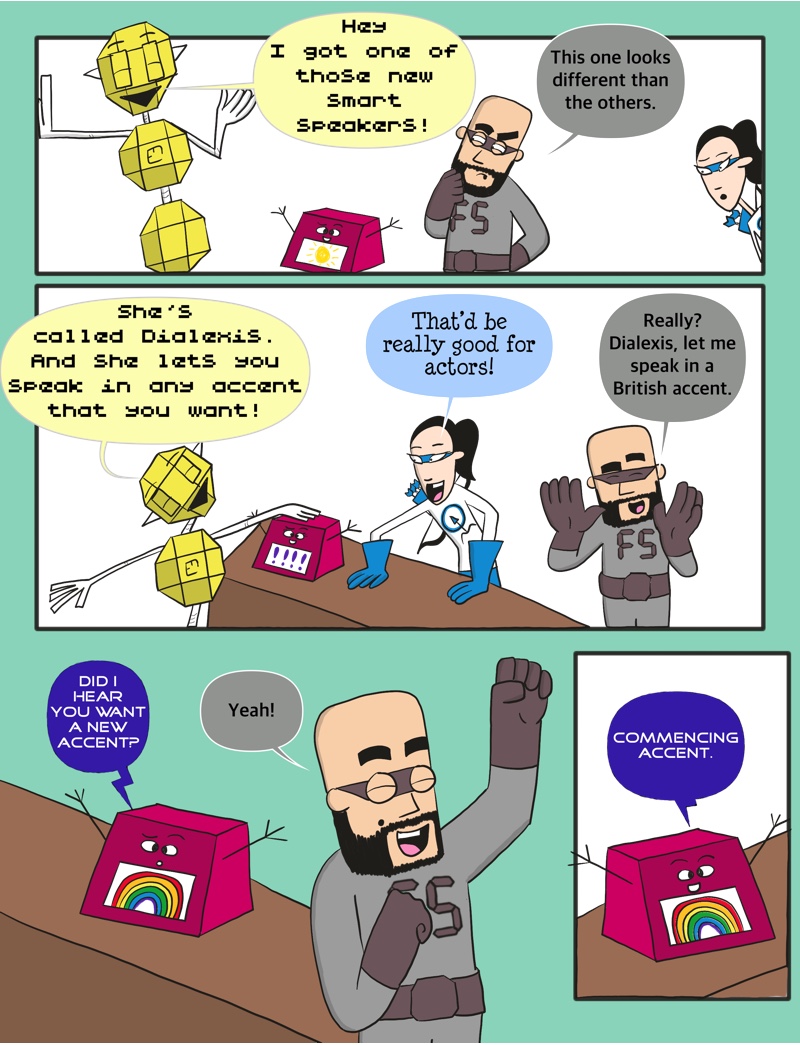 Hey
I got one of
those new
smart
speakers!
This one looks
different than
the others.
FS
She's
called Dialexis.
And she lets you
speak in any accent
that you want!
That'd be
really good for
actors!
Really?
Dialexis, let me
speak in a
British accent.
!!!!
FS
DID I
HEAR
YOU WANT
A NEW
ACCENT?
Yeah!
FS
COMMENCING
ACCENT.